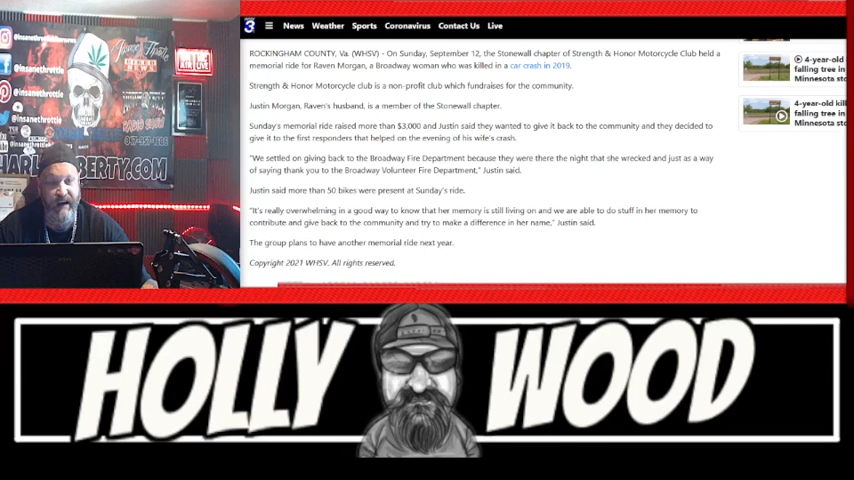 3 News Weather Sports Coronavirus Contact Us Live
ROCKINGHAM COUNTY, Va. (WHSV) - On Sunday, September 12, the Stonewall chapter of Strength & Honor Motorcycle Club held a
memorial ride for Raven Morgan, a Broadway woman who was killed in a car crash in 2019.
Strength & Honor Motorcycle club is a non-profit club which fundraises for the community.
Justin Morgan, Raven's husband, is a member of the Stonewall chapter.
Sunday's memorial ride raised more than $3,000 and Justin said they wanted to give it back to the community and they decided to
give it to the first responders that helped on the evening of his wife's crash.
"We settled on giving back to the Broadway Fire Department because they were there the night that she wrecked and just as a way
of saying thank you to the Broadway Volunteer Fire Department," Justin said.
Justin said more than 50 bikes were present at Sunday's ride.
"It's really overwhelming in a good way to know that her memory is still living on and we are able to do stuff in her memory to
contribute and give back to the community and try to make a difference in her name," Justin said.
The group plans to have another memorial ride next year.
Copyright 2021 WHSV. All rights reserved.
4-year-old
falling tree in
Minnesota sto
4-year-old kil
falling tree in
Minnesota sto
@insanethrottle
@insanethrottle
Insane Throttle
BIKER NEWS
RADIO SHOW
HOLLY WOOD